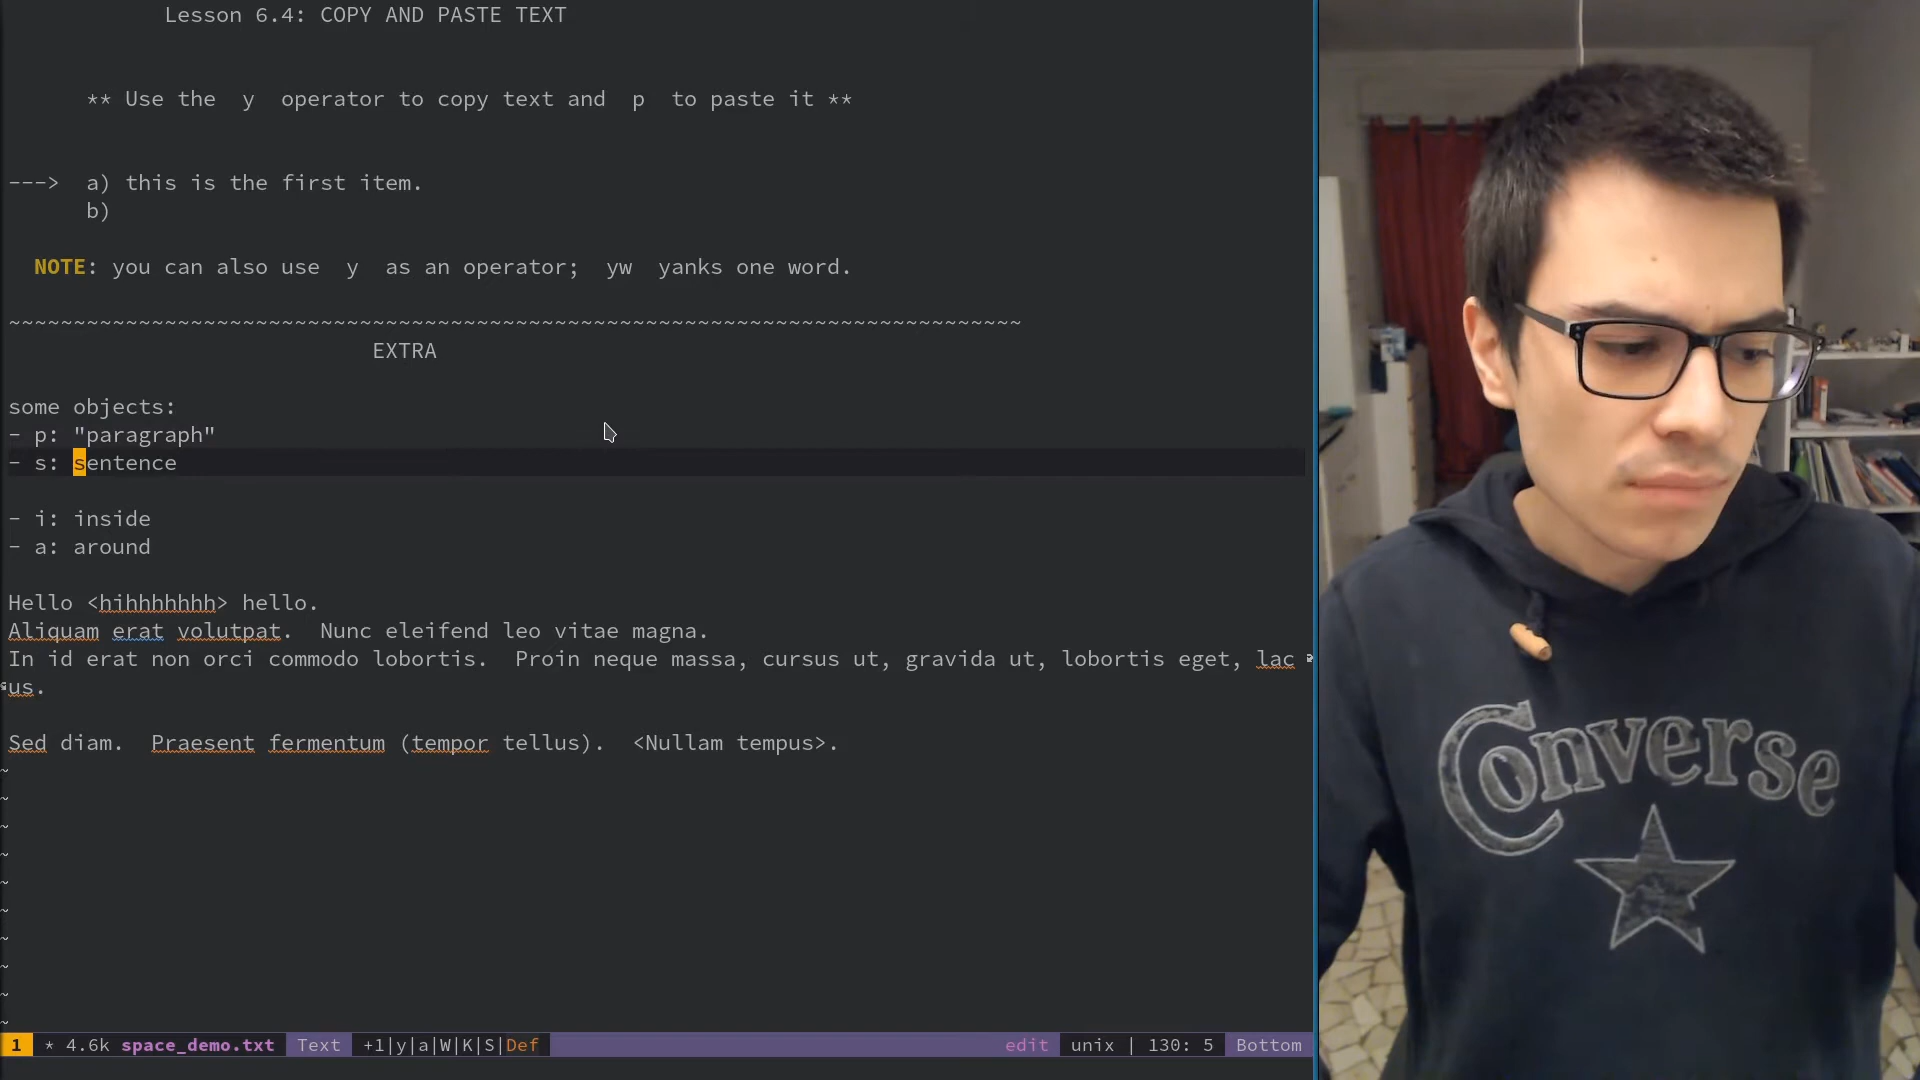 Lesson 6.4: COPY AND PASTE TEXT
** Use the  y  operator to copy text and  p  to paste it **
--->  a) this is the first item.
b)
NOTE: you can also use  y  as an operator;  yw  yanks one word.
~~~~~~~~~~~~~~~~~~~~~~~~~~~~~~~~~~~~~~~~~~~~~~~~~~~~~~~~~~~~~~~~~~~~~~~~~~~~~~
EXTRA
some objects:
- p: "paragraph"
- s: sentence
- i: inside
- a: around
Hello <hihhhhhhh> hello.
Aliquam erat volutpat.  Nunc eleifend leo vitae magna.
In id erat non orci commodo lobortis.  Proin neque massa, cursus ut, gravida ut, lobortis eget, lac
us.
Sed diam.  Praesent fermentum (tempor tellus).  <Nullam tempus>.
~
~
~
~
~
~
~
~
~
~
1 * 4.6k space_demo.txt Text +1|y|a|W|K|S|Def edit unix | 130: 5 Bottom
Converse